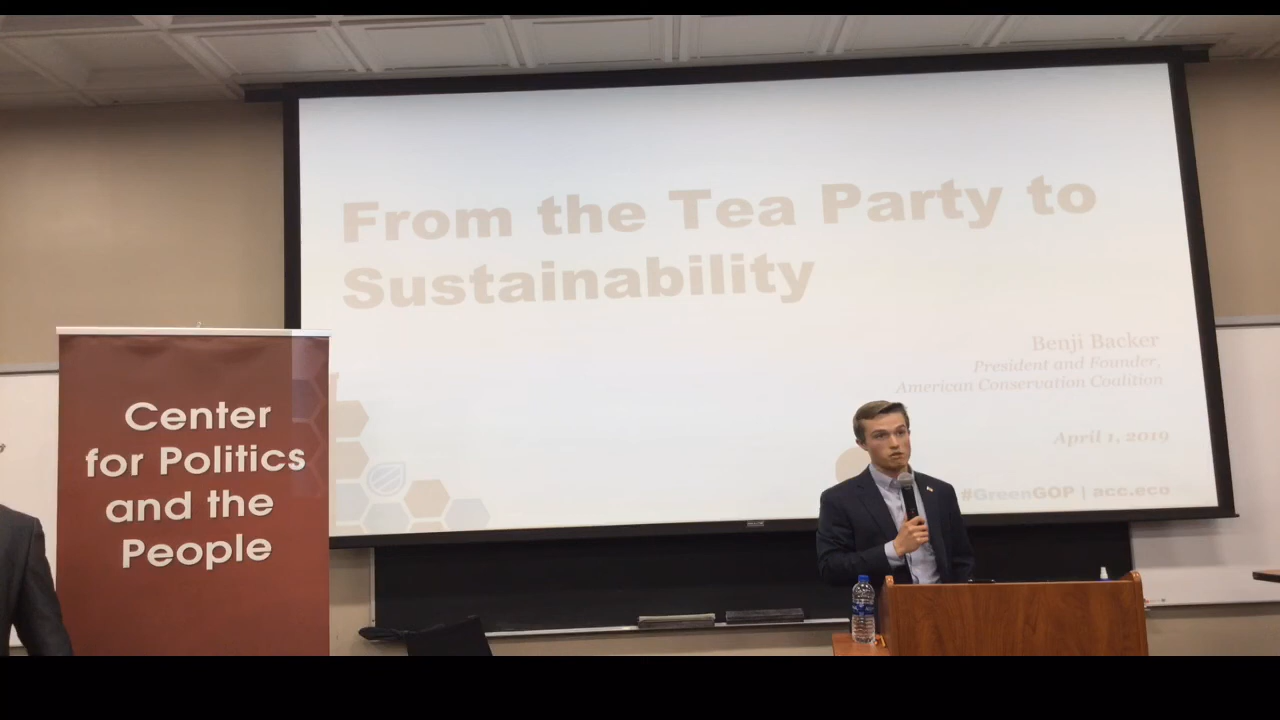 From the Tea Party to
Sustainability
Benji Backer
President and Founder,
American Conservation Coalition
April 1, 2019
#GreenGOP | acc.eco
Center
for Politics
and the
People